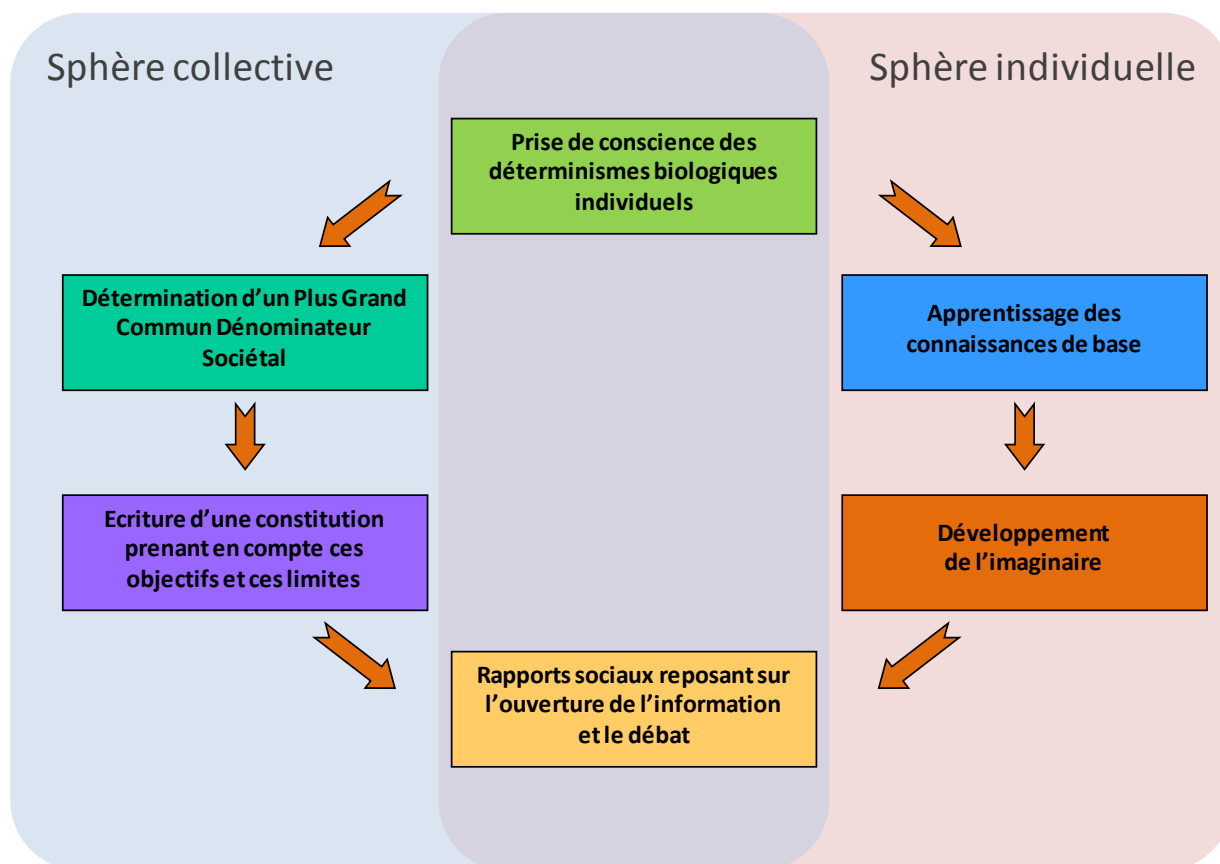 Sphère collective
Sphère individuelle
Prise de conscience des
déterminismes biologiques
individuels
Détermination d'un Plus Grand
Commun Dénominateur
Sociétal
Apprentissage des
connaissances de base
Ecriture d'une constitution
prenant en compte ces
objectifs et ces limites
Développement
de l'imaginaire
Rapports sociaux reposant sur
l'ouverture de l'information
et le débat